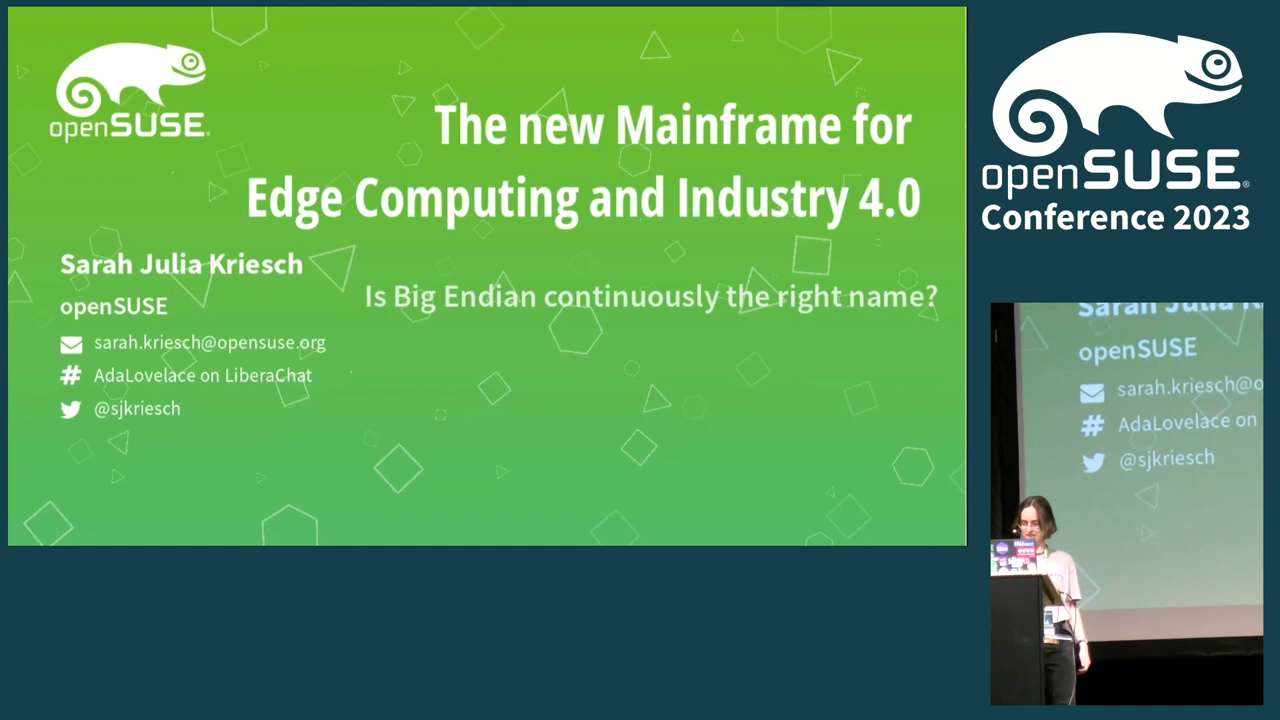 openSUSE
The new Mainframe for
Edge Computing and Industry 4.0
Sarah Julia Kriesch
openSUSE
Is Big Endian continuously the right name?
sarah.kriesch@opensuse.org
# AdaLovelace on LiberaChat
@sjkriesch
openSUSE®
Conference 2023
Sarah Julia K
openSUSE
sarah.kriesch@o
# AdaLovelace on
@sjkriesch